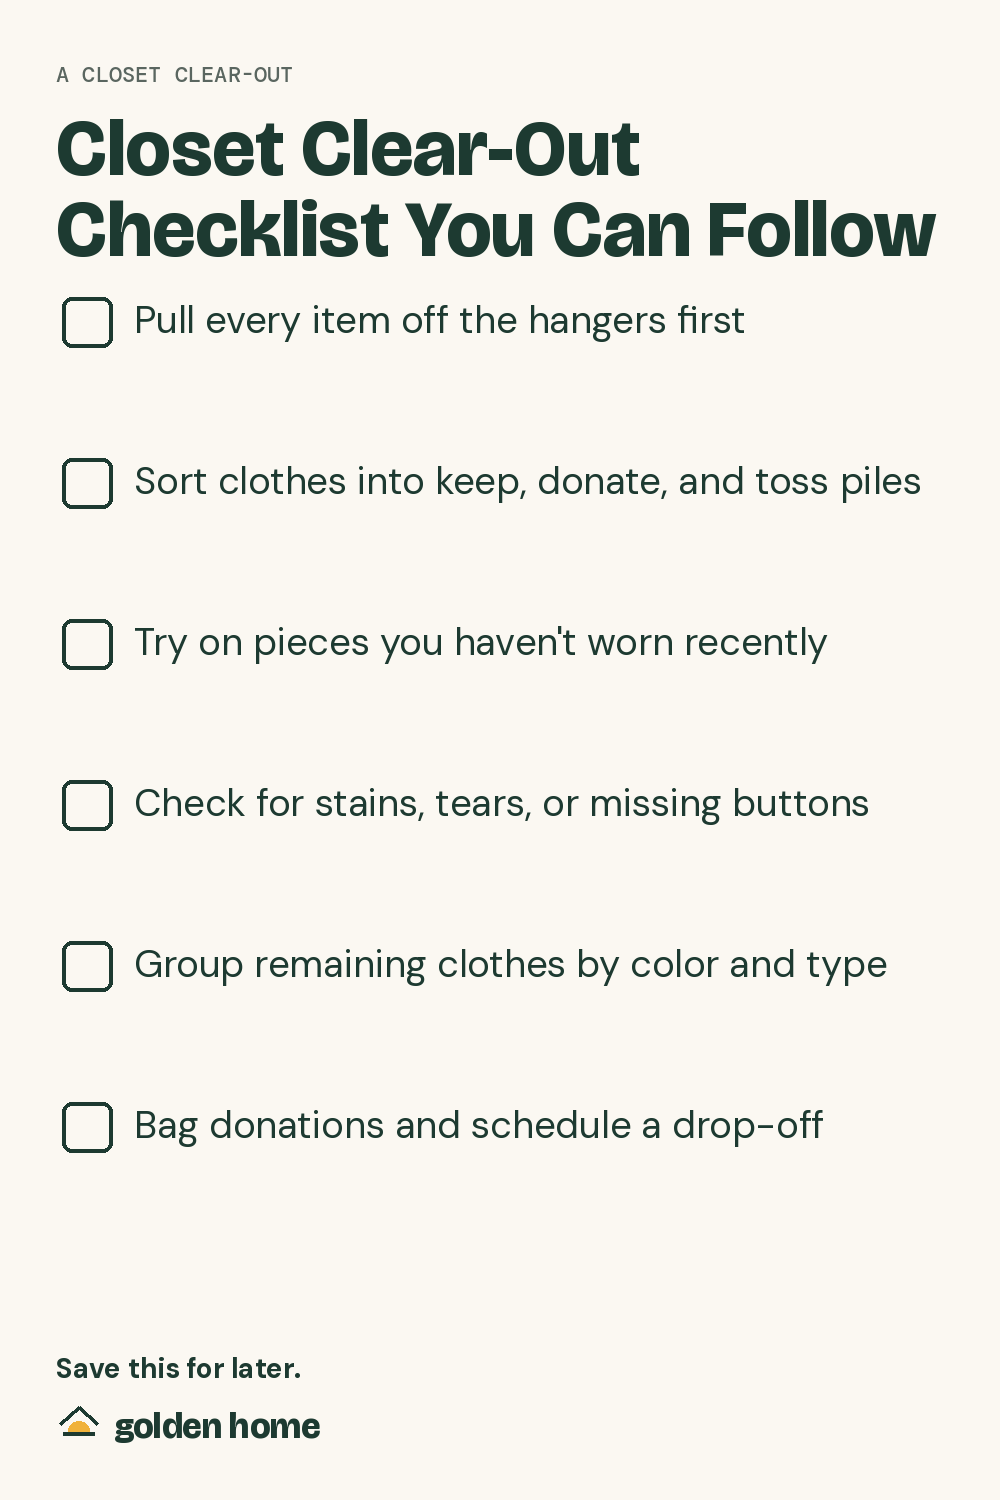 A CLOSET CLEAR-OUT
Closet Clear-Out
Checklist You Can Follow
Pull every item off the hangers first
Sort clothes into keep, donate, and toss piles
Try on pieces you haven't worn recently
Check for stains, tears, or missing buttons
Group remaining clothes by color and type
Bag donations and schedule a drop-off
Save this for later.
golden home